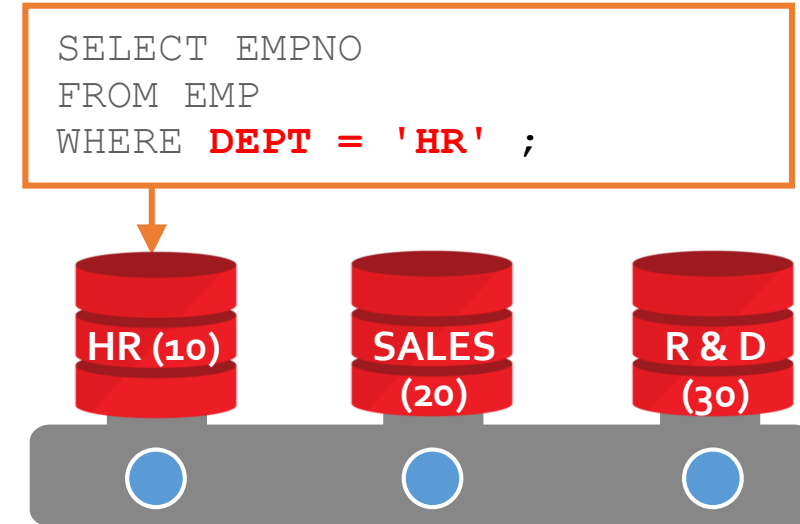 SELECT EMPNO
FROM EMP
WHERE DEPT = 'HR' ;
HR (10)
SALES
(20)
R & D
(30)